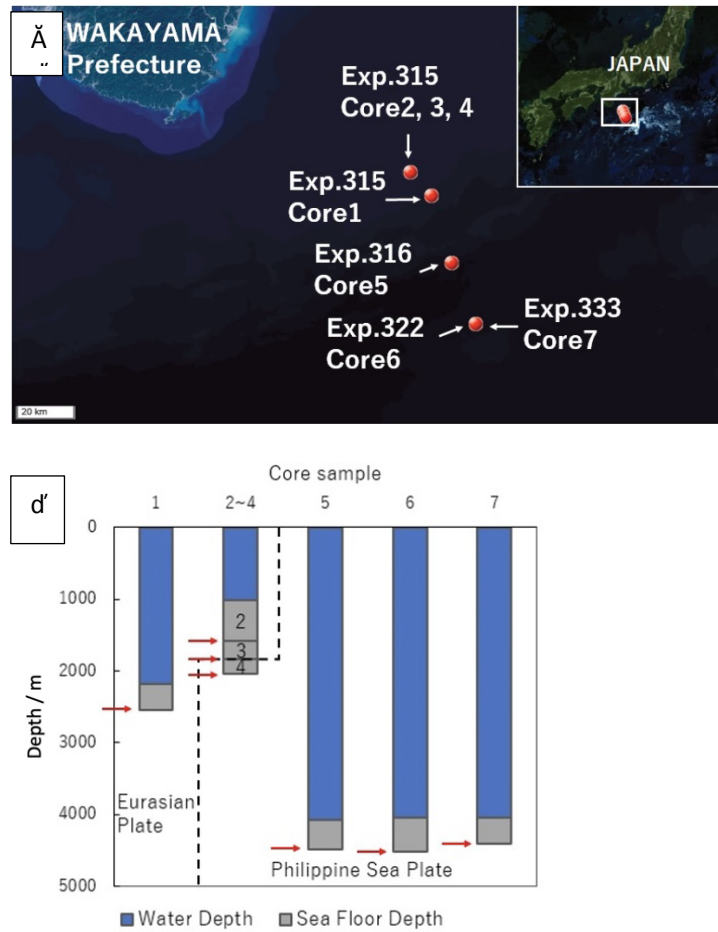 Ă
..
WAKAYAMA
Prefecture
JAPAN
Exp.315
Core2, 3, 4
Exp.315
Core1
Exp.316
Core5
Exp.333
Core7
Exp.322
Core6
20 km
ď
Core sample
1 2~4 5 6 7
0
1000
2000
3000
4000
5000
Depth / m
2
3
4
Eurasian
Plate
Philippine Sea Plate
Water Depth Sea Floor Depth